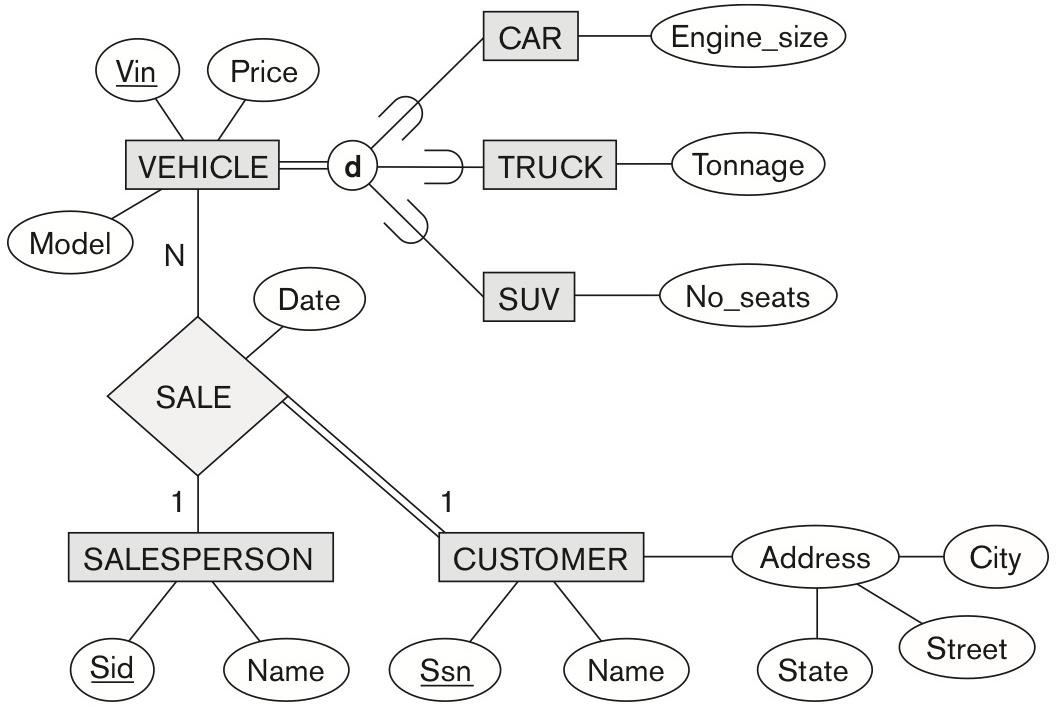 CAR
Engine_size
Vin
Price
VEHICLE
d
TRUCK
Tonnage
Model
N
SUV
No_seats
Date
SALE
1
1
SALESPERSON
CUSTOMER
Address
City
Sid
Name
Ssn
Name
State
Street